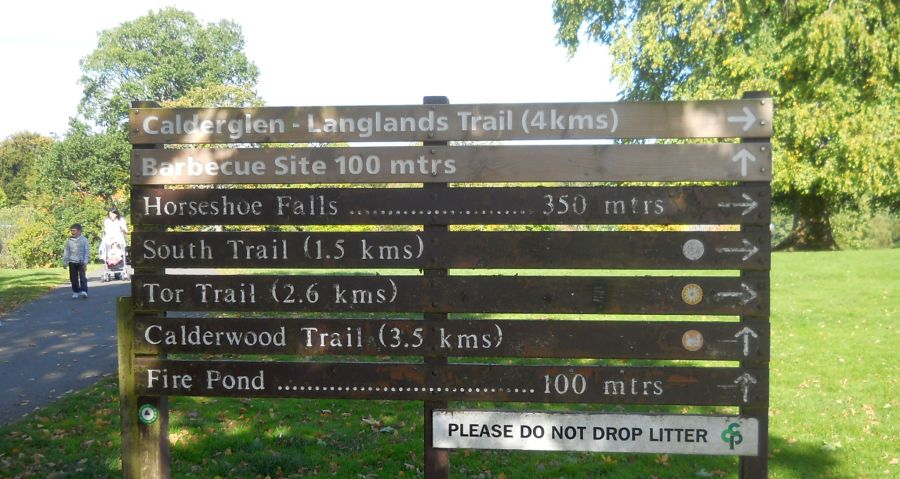 Calderglen - Langlands Trail (4kms) →
Barbecue Site 100 mtrs ↑
Horseshoe Falls .......................... 350 mtrs →
South Trail (1.5 kms) →
Tor Trail (2.6 kms) →
Calderwood Trail (3.5 kms) ↑
Fire Pond ..................................... 100 mtrs ↑
PLEASE DO NOT DROP LITTER